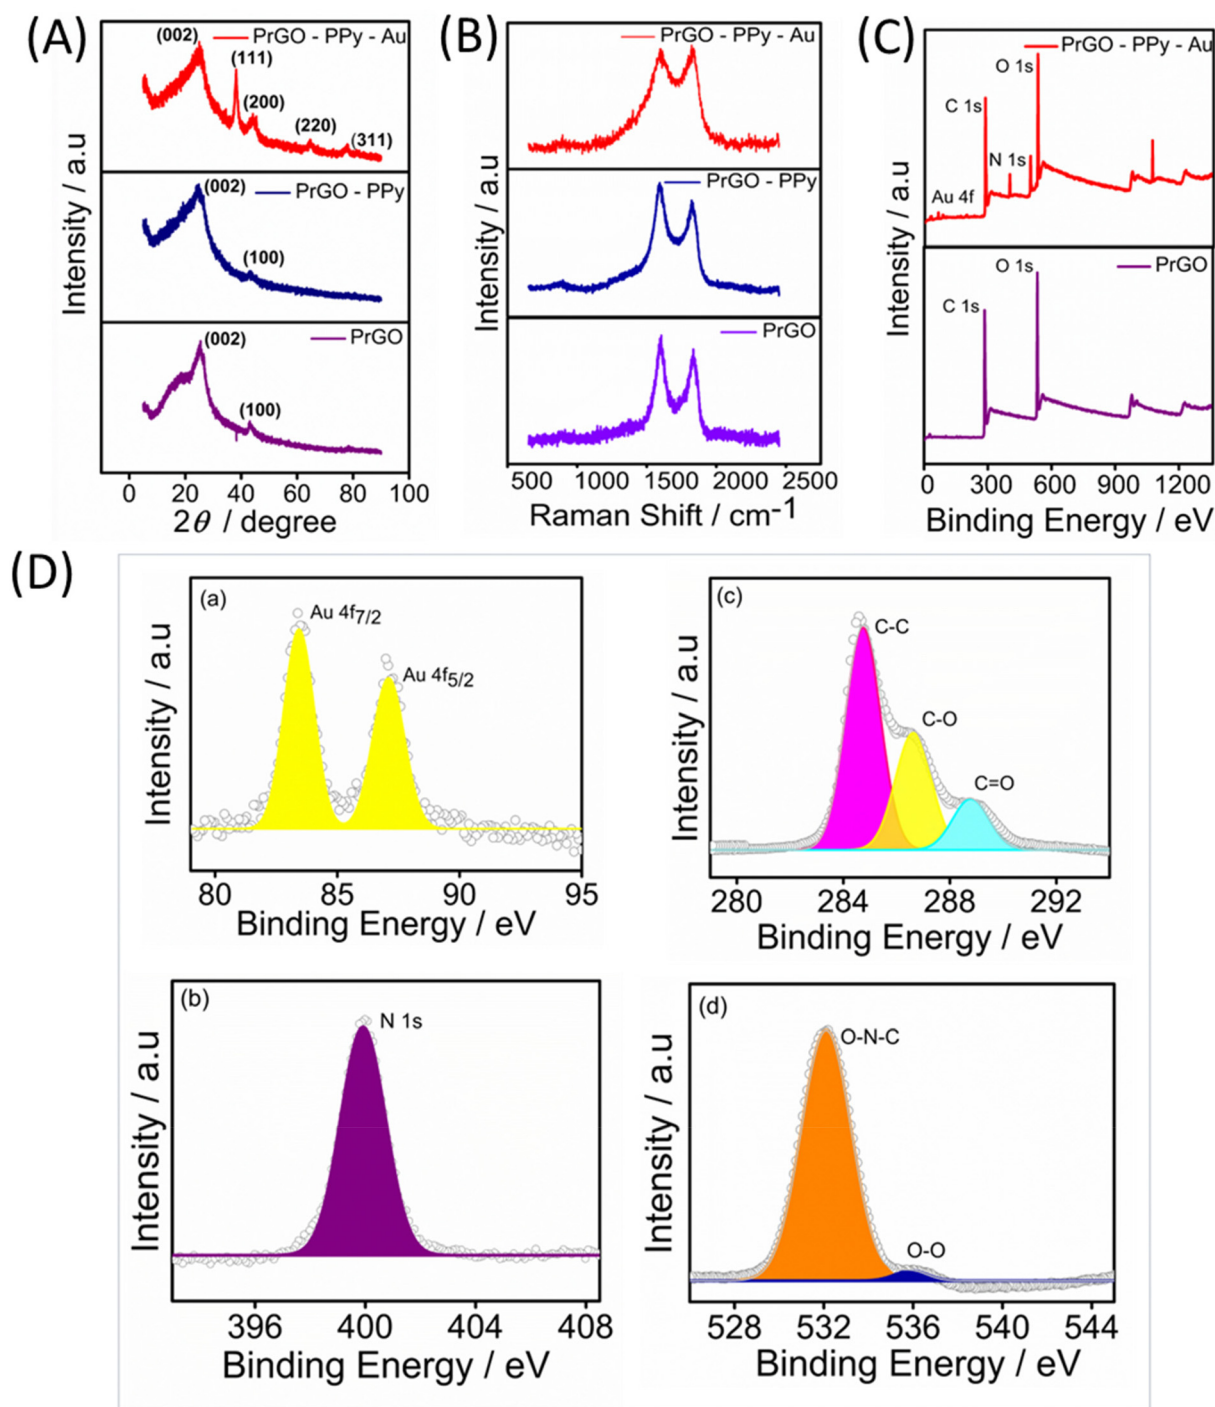 (A)
PrGO - PPy - Au
(002)
(111)
(200)
(220)
(311)
PrGO - PPy
(002)
(100)
PrGO
(002)
(100)
Intensity / a.u
0 20 40 60 80 100
2θ / degree
(B)
PrGO - PPy - Au
PrGO - PPy
PrGO
Intensity / a.u
500 1000 1500 2000 2500
Raman Shift / cm-1
(C)
PrGO - PPy - Au
O 1s
C 1s
N 1s
Au 4f
PrGO
O 1s
C 1s
Intensity / a.u
0 300 600 900 1200
Binding Energy / eV
(D)
(a)
Au 4f7/2
Au 4f5/2
Intensity / a.u
80 85 90 95
Binding Energy / eV
(c)
C-C
C-O
C=O
Intensity / a.u
280 284 288 292
Binding Energy / eV
(b)
N 1s
Intensity / a.u
396 400 404 408
Binding Energy / eV
(d)
O-N-C
O-O
Intensity / a.u
528 532 536 540 544
Binding Energy / eV